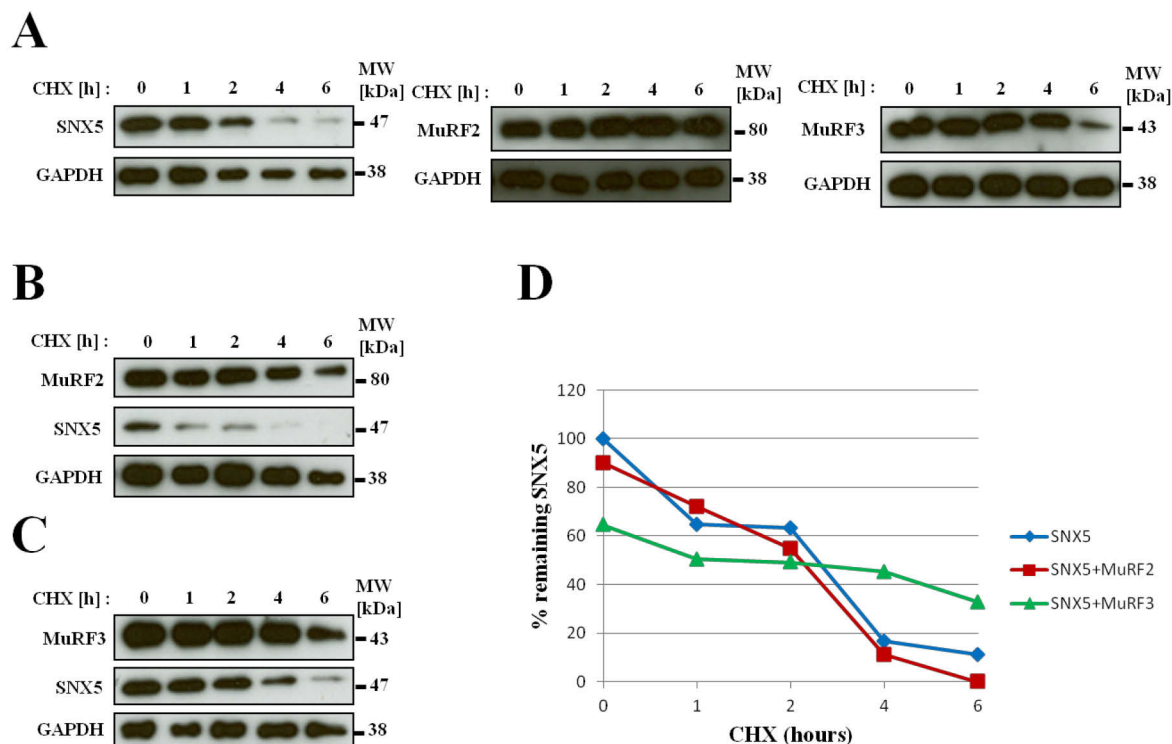 A
CHX [h] : 0 1 2 4 6 MW [kDa]
SNX5 47
GAPDH 38
CHX [h] : 0 1 2 4 6 MW [kDa]
MuRF2 80
GAPDH 38
CHX [h] : 0 1 2 4 6 MW [kDa]
MuRF3 43
GAPDH 38
B
CHX [h] : 0 1 2 4 6 MW [kDa]
MuRF2 80
SNX5 47
GAPDH 38
C
CHX [h] : 0 1 2 4 6 MW [kDa]
MuRF3 43
SNX5 47
GAPDH 38
D
% remaining SNX5
120
100
80
60
40
20
0
0 1 2 4 6
CHX (hours)
SNX5
SNX5+MuRF2
SNX5+MuRF3